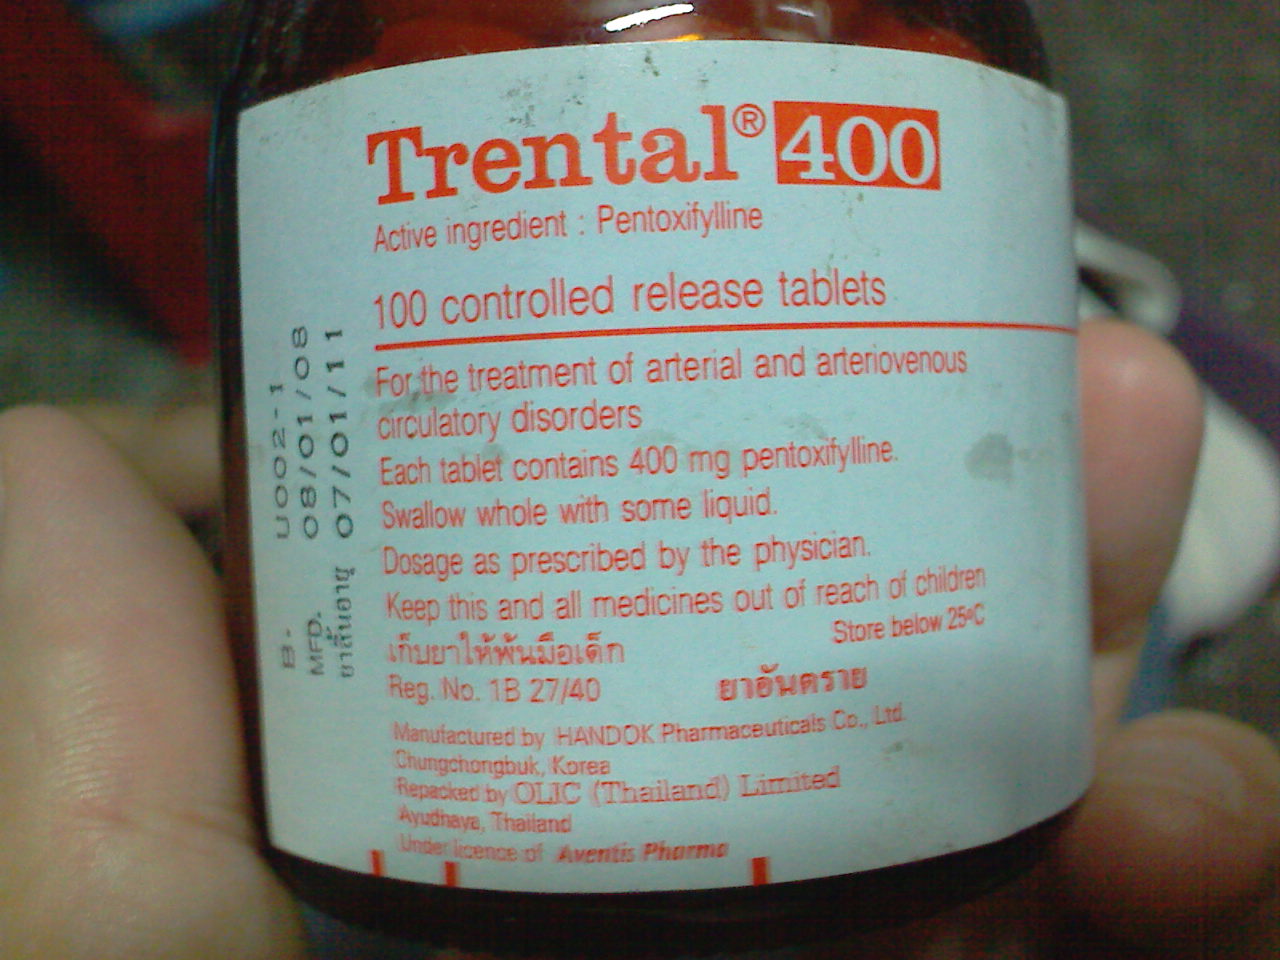 Trental® 400
Active ingredient : Pentoxifylline
100 controlled release tablets
For the treatment of arterial and arteriovenous
circulatory disorders
Each tablet contains 400 mg pentoxifylline.
Swallow whole with some liquid.
Dosage as prescribed by the physician.
Keep this and all medicines out of reach of children
เก็บยาให้พ้นมือเด็ก
Store below 25°C
Reg. No. 1B 27/40
ยาอันตราย
Manufactured by HANDOK Pharmaceuticals Co., Ltd.
Chungchongbuk, Korea
Repacked by OLIC (Thailand) Limited
Ayudhaya, Thailand
Under licence of Aventis Pharma
B. U002-1
MFD. 08/01/08
ยาสิ้นอายุ 07/01/11